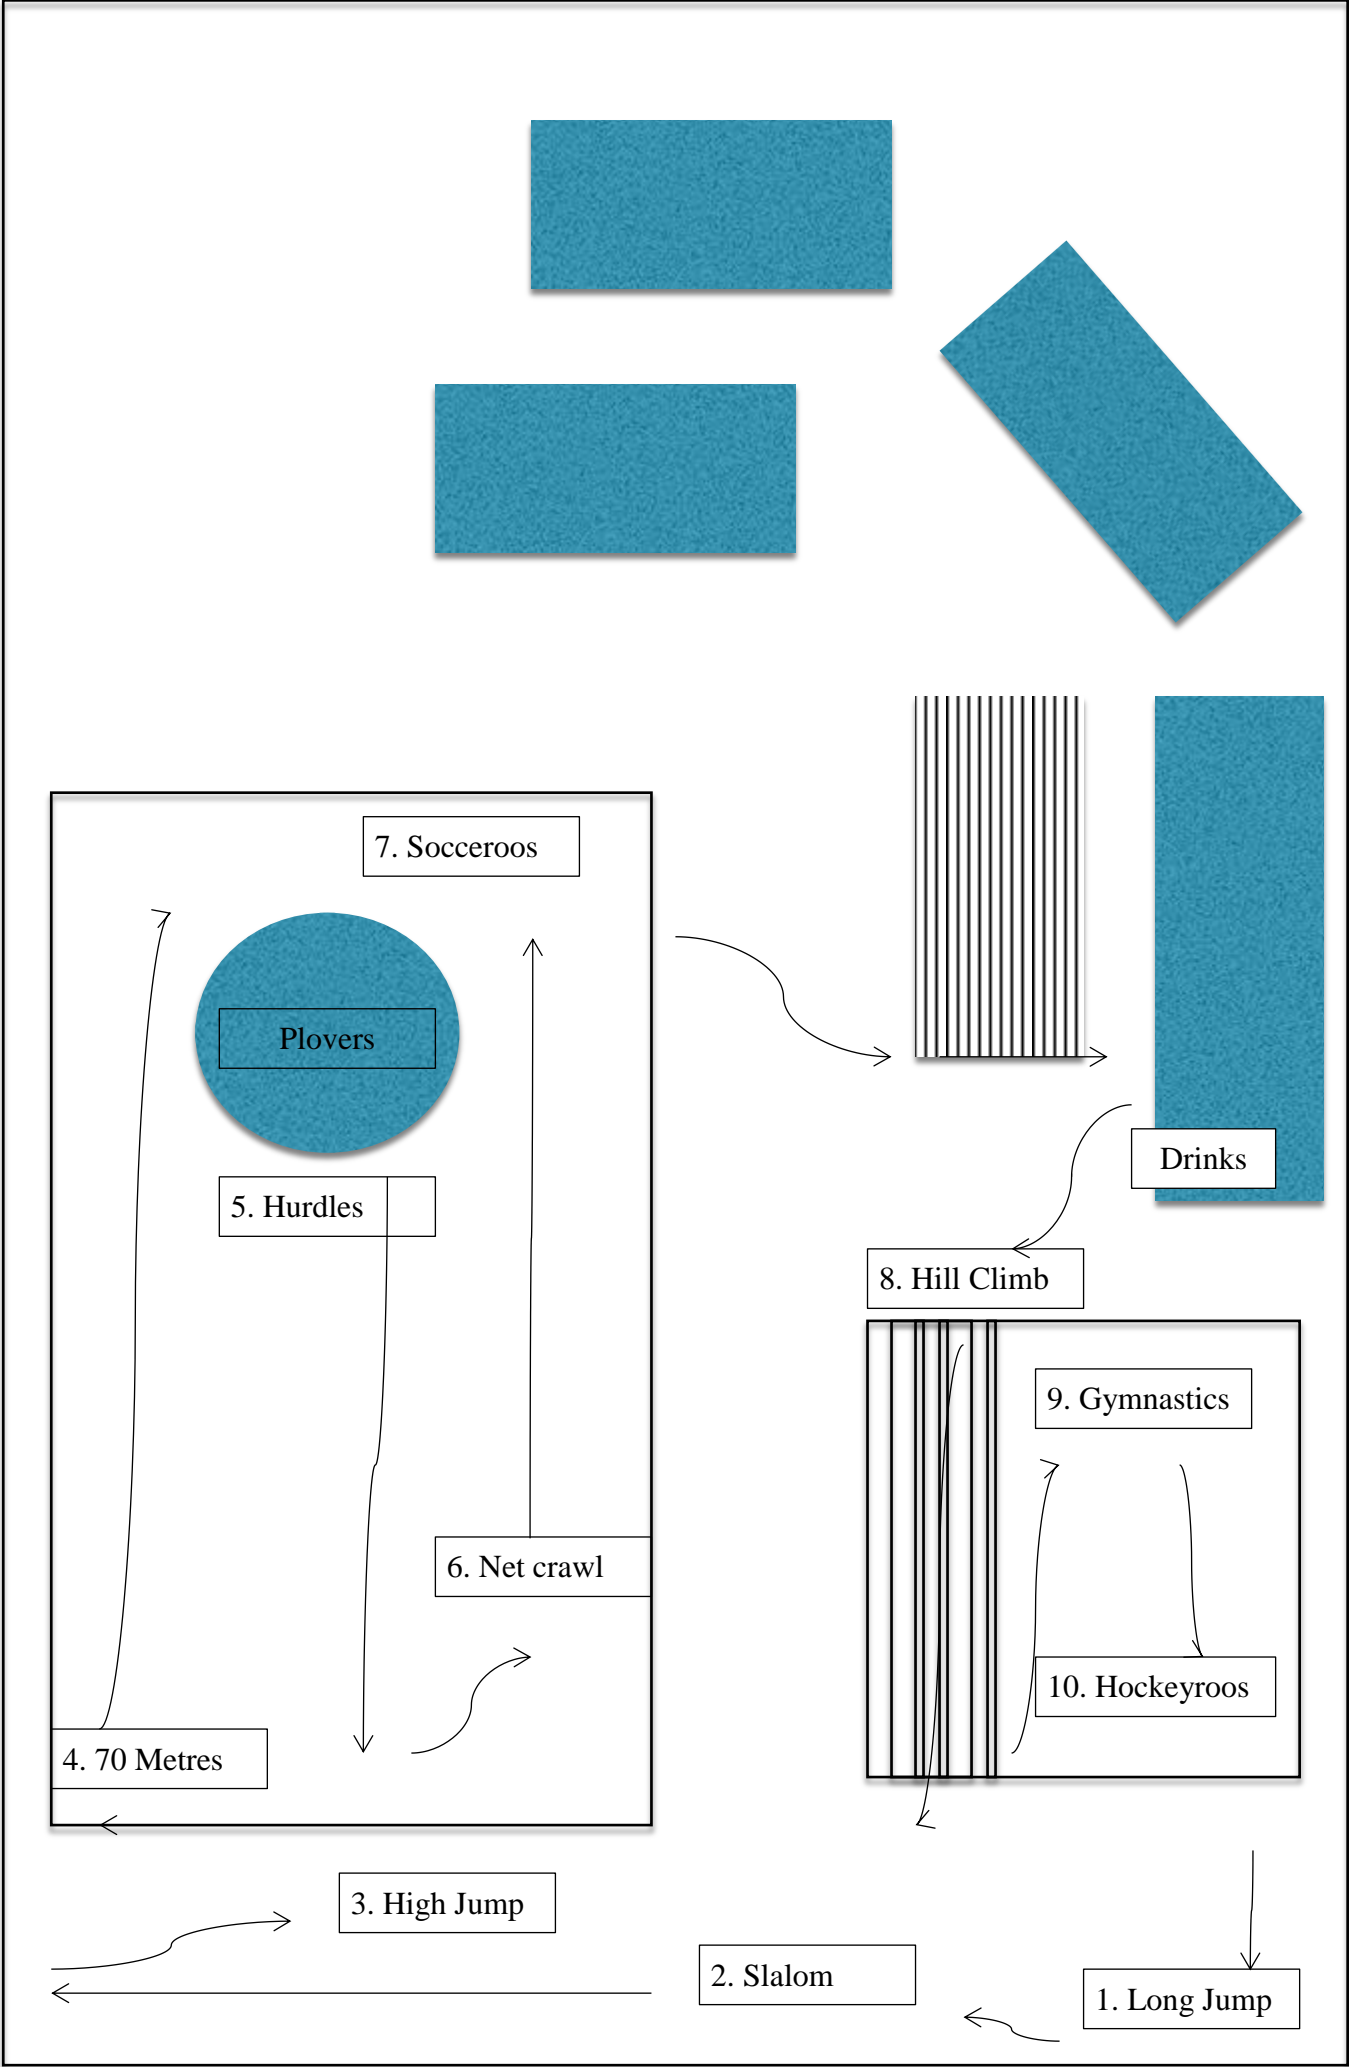 7. Socceroos
Plovers
Drinks
5. Hurdles
8. Hill Climb
9. Gymnastics
6. Net crawl
10. Hockeyroos
4. 70 Metres
3. High Jump
2. Slalom
1. Long Jump